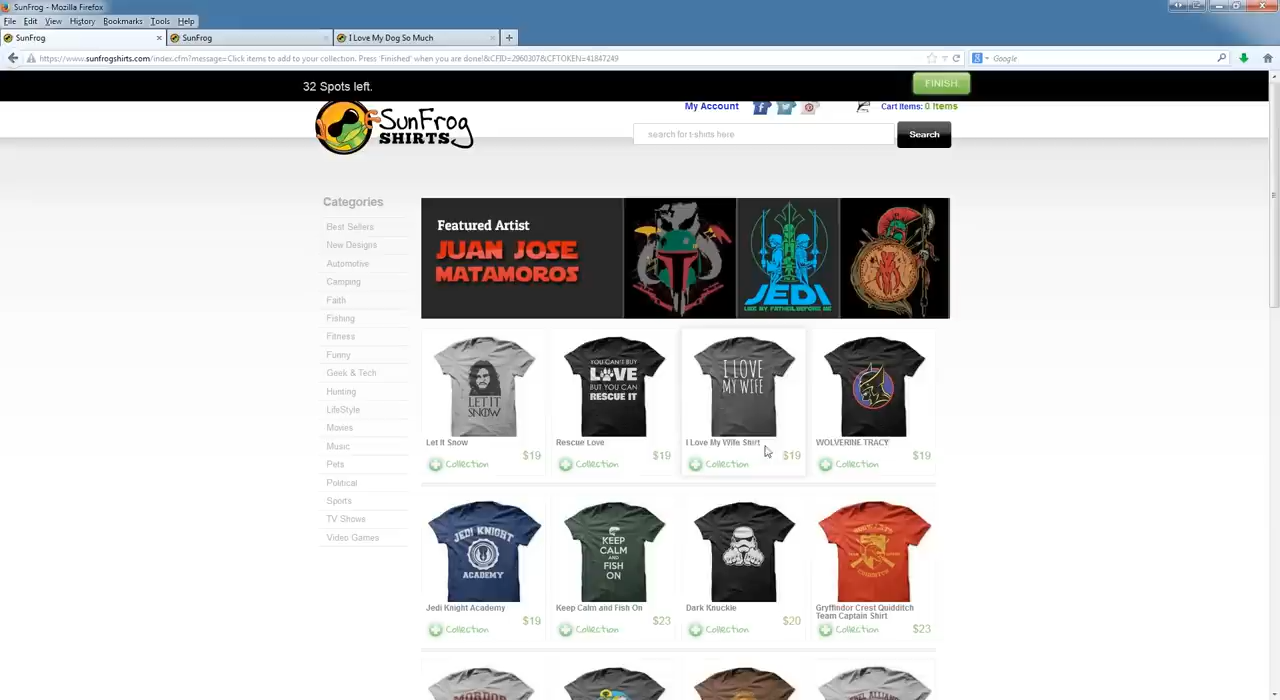 SunFrog - Mozilla Firefox
File Edit View History Bookmarks Tools Help
SunFrog
SunFrog
I Love My Dog So Much
https://www.sunfrogshirts.com/index.cfm?message=Click items to add to your collection. Press 'Finished' when you are done!&CFID=2960307&CFTOKEN=41847249
Google
32 Spots left.
FINISH
My Account
Cart Items: 0 Items
SunFrog
SHIRTS
search for t-shirts here
Search
Categories
Best Sellers
New Designs
Automotive
Camping
Faith
Fishing
Fitness
Funny
Geek & Tech
Hunting
LifeStyle
Movies
Music
Pets
Political
Sports
TV Shows
Video Games
Featured Artist
JUAN JOSE
MATAMOROS
JEDI
LIKE MY FATHER BEFORE ME
LET IT
SNOW
YOU CAN'T BUY
LOVE
BUT YOU CAN
RESCUE IT
I LOVE
MY WIFE
Let It Snow
Rescue Love
I Love My Wife Shirt
WOLVERINE TRACY
$19
$19
$19
$19
Collection
Collection
Collection
Collection
JEDI KNIGHT
ACADEMY
KEEP
CALM
AND
FISH
ON
Jedi Knight Academy
Keep Calm and Fish On
Dark Knuckle
Gryffindor Crest Quidditch
Team Captain Shirt
$19
$23
$20
$23
Collection
Collection
Collection
Collection
MORDOR